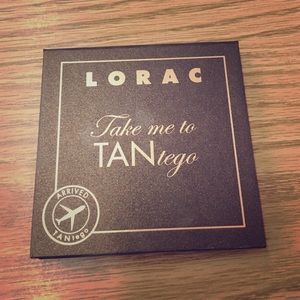 LORAC
Take me to
TANtego
ARRIVED
TANtego